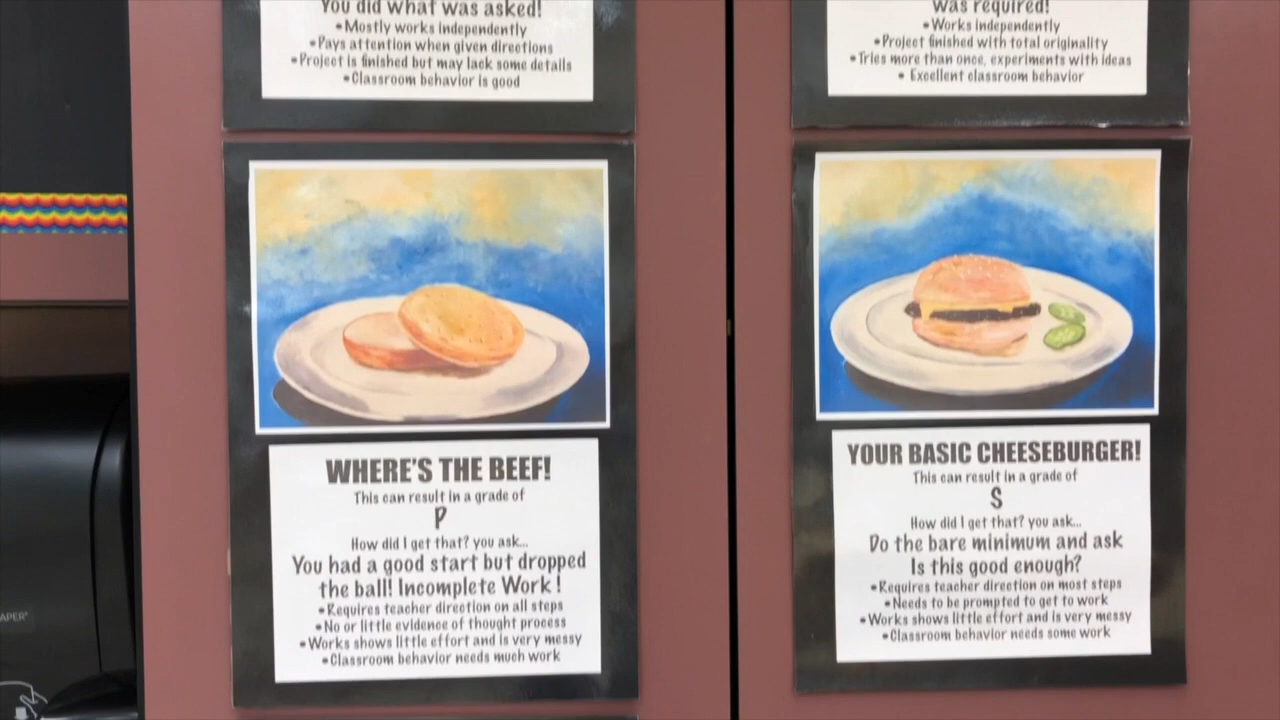 You did what was asked!
•Mostly works independently
•Pays attention when given directions
•Project is finished but may lack some details
•Classroom behavior is good
was required!
•Works independently
•Project finished with total originality
•Tries more than once, experiments with ideas
• Excellent classroom behavior
WHERE'S THE BEEF!
This can result in a grade of
P
How did I get that? you ask...
You had a good start but dropped
the ball! Incomplete Work!
•Requires teacher direction on all steps
•No or little evidence of thought process
•Works shows little effort and is very messy
•Classroom behavior needs much work
YOUR BASIC CHEESEBURGER!
This can result in a grade of
S
How did I get that? you ask...
Do the bare minimum and ask
Is this good enough?
•Requires teacher direction on most steps
•Needs to be prompted to get to work
•Works shows little effort and is very messy
•Classroom behavior needs some work